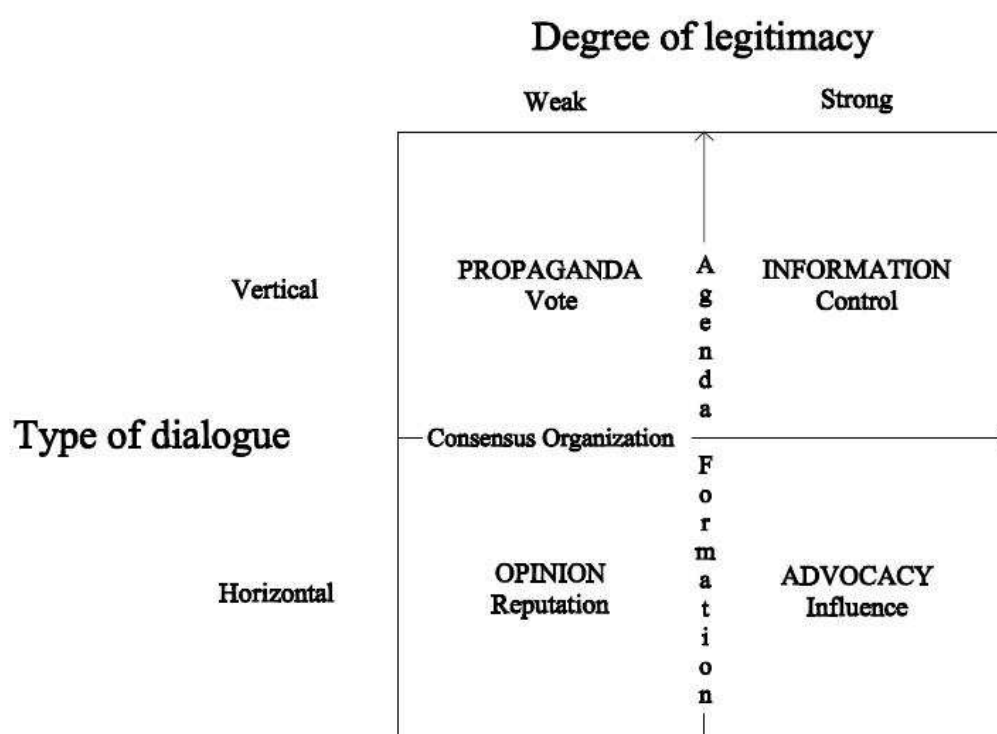 Degree of legitimacy
Weak Strong
Vertical
PROPAGANDA
Vote
Agenda Formation
INFORMATION
Control
Type of dialogue
Consensus Organization
Horizontal
OPINION
Reputation
ADVOCACY
Influence